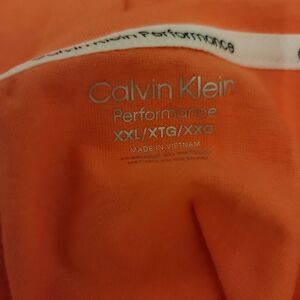 Calvin Klein Performance
Calvin Klein
Performance
XXL/XTG/XXG
MADE IN VIETNAM